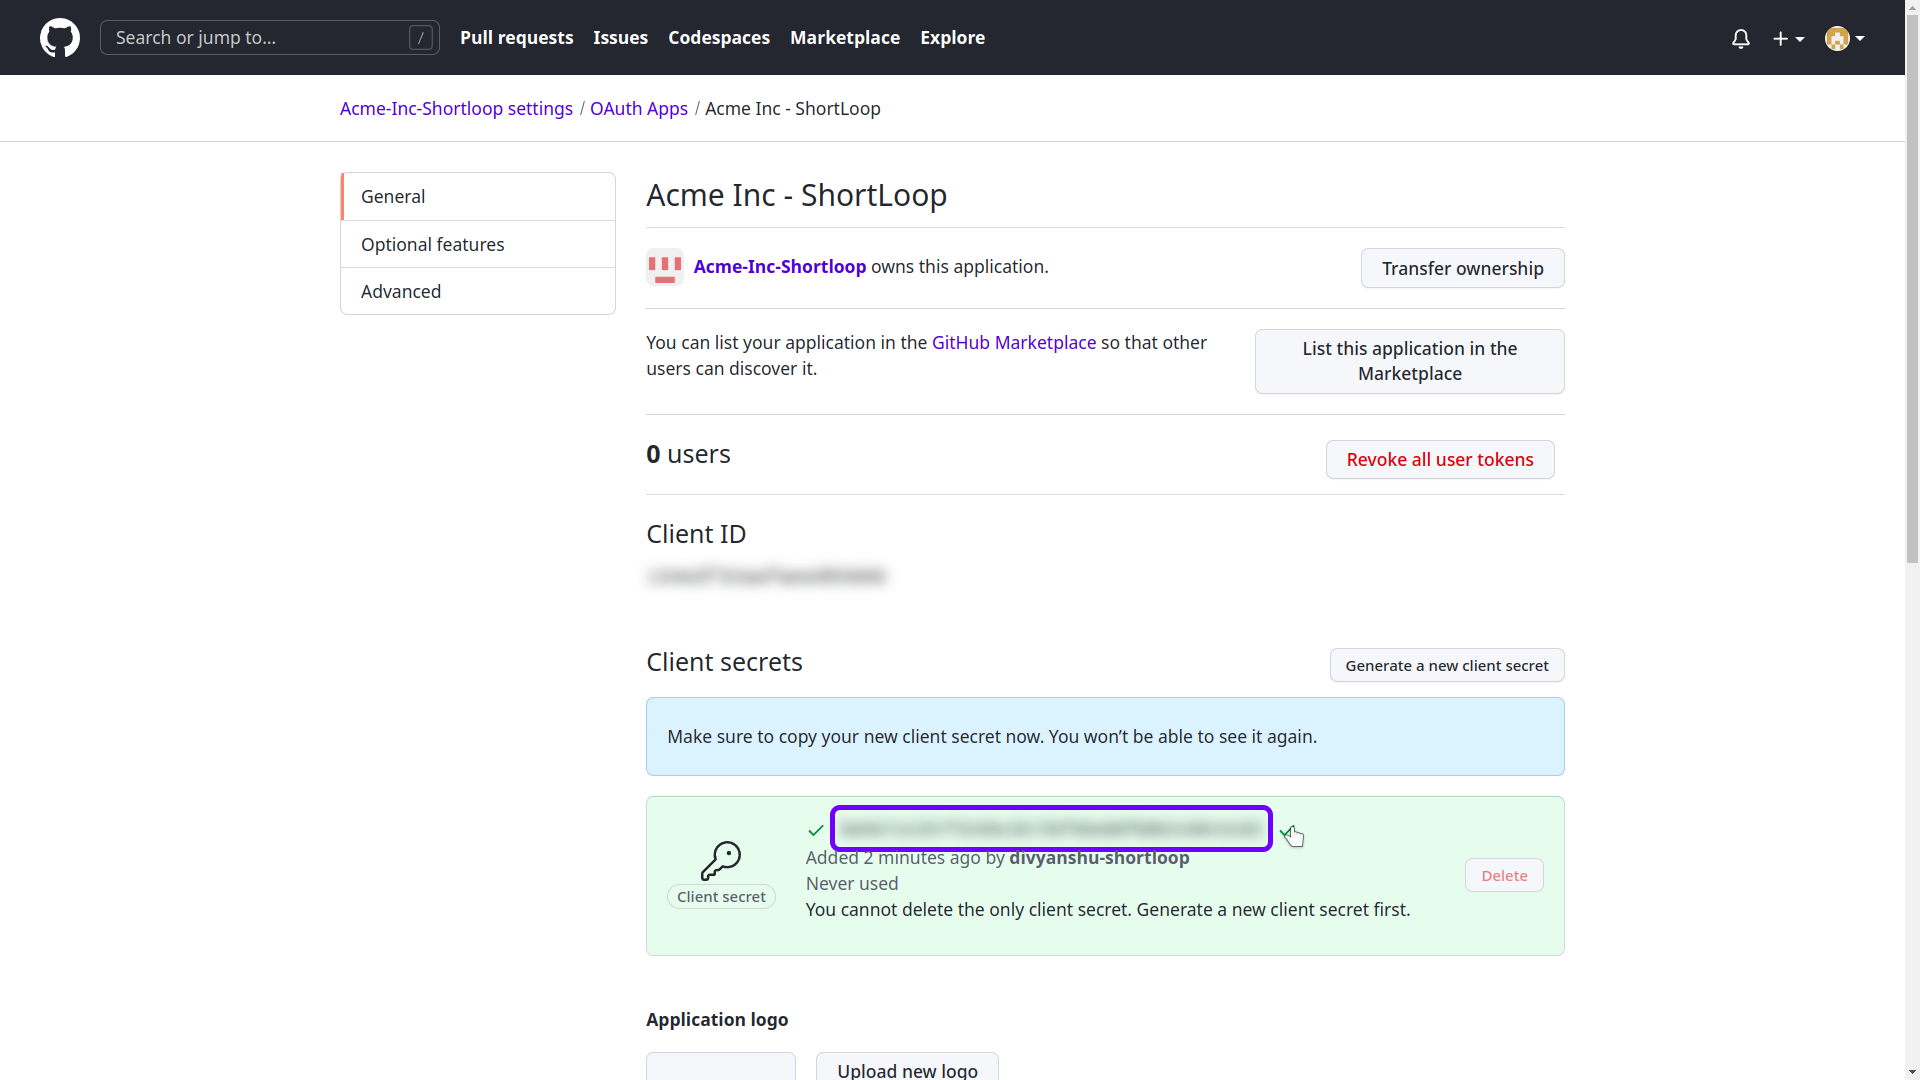 Search or jump to... /
Pull requests Issues Codespaces Marketplace Explore
Acme-Inc-Shortloop settings / OAuth Apps / Acme Inc - ShortLoop
General
Optional features
Advanced
Acme Inc - ShortLoop
Acme-Inc-Shortloop owns this application.
Transfer ownership
You can list your application in the GitHub Marketplace so that other
users can discover it.
List this application in the
Marketplace
0 users
Revoke all user tokens
Client ID
Client secrets
Generate a new client secret
Make sure to copy your new client secret now. You won’t be able to see it again.
Client secret
Added 2 minutes ago by divyanshu-shortloop
Never used
You cannot delete the only client secret. Generate a new client secret first.
Delete
Application logo
Upload new logo